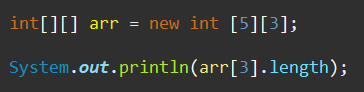 int[][] arr = new int [5][3];
System.out.println(arr[3].length);